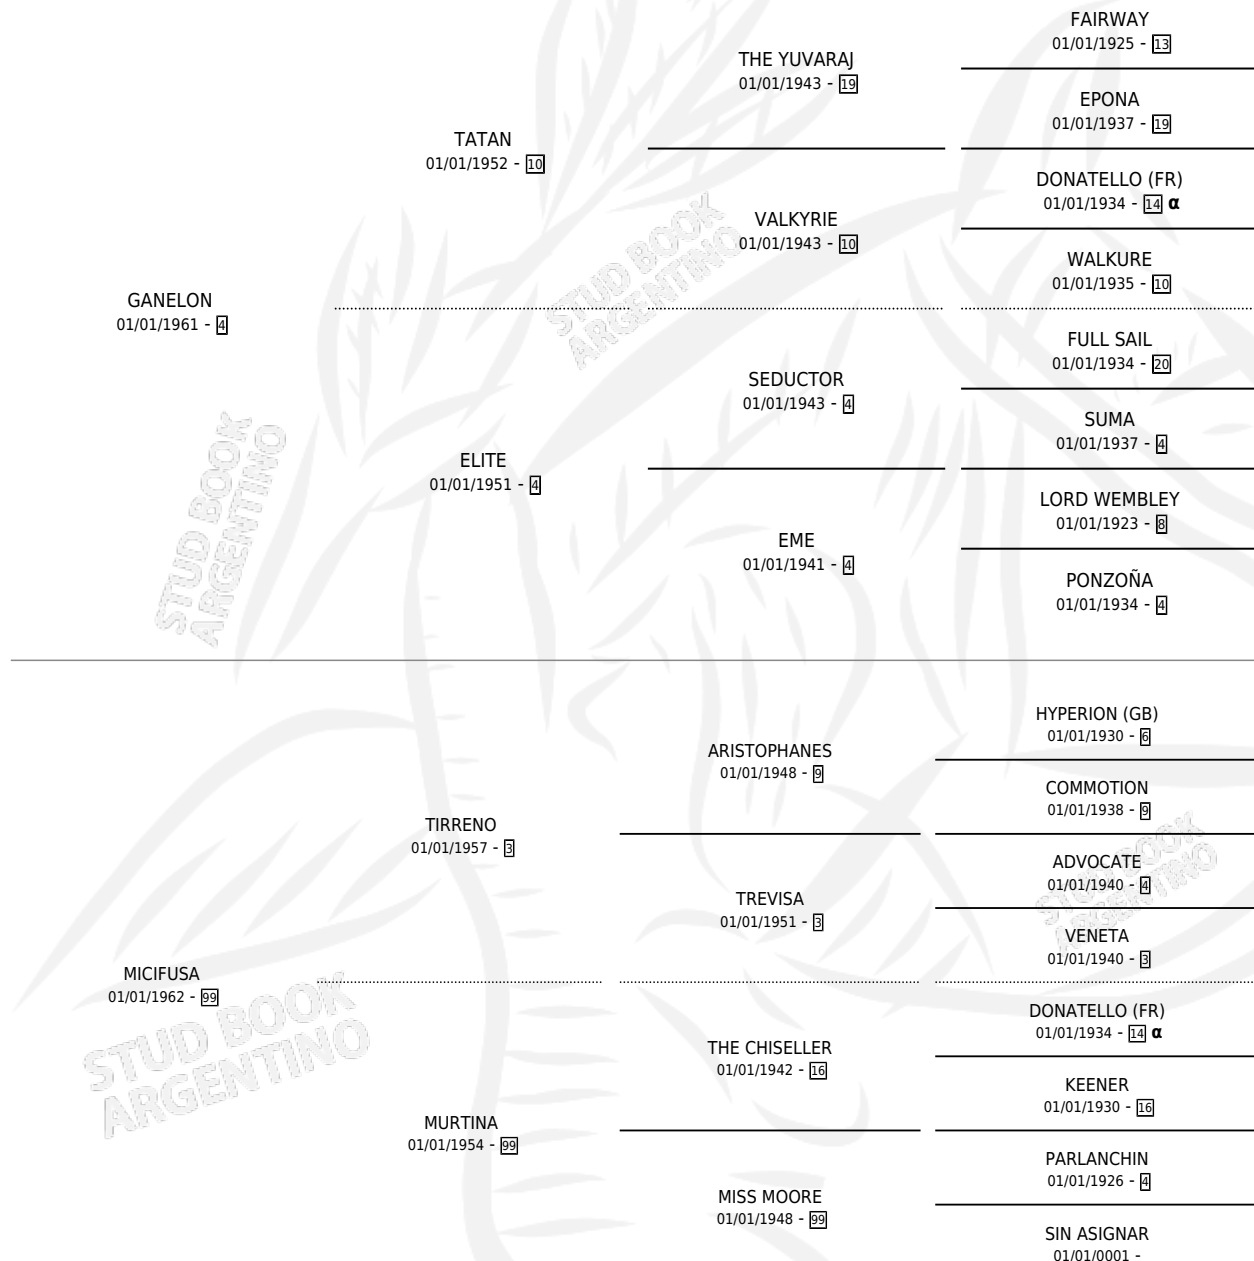 FAIRWAY
01/01/1925 - 13
THE YUVARAJ
01/01/1943 - 19
EPONA
01/01/1937 - 19
TATAN
01/01/1952 - 10
DONATELLO (FR)
01/01/1934 - 14 α
VALKYRIE
01/01/1943 - 10
WALKURE
01/01/1935 - 10
GANELON
01/01/1961 - 4
FULL SAIL
01/01/1934 - 20
SEDUCTOR
01/01/1943 - 4
SUMA
01/01/1937 - 4
ELITE
01/01/1951 - 4
LORD WEMBLEY
01/01/1923 - 8
EME
01/01/1941 - 4
PONZOÑA
01/01/1934 - 4
HYPERION (GB)
01/01/1930 - 6
ARISTOPHANES
01/01/1948 - 9
COMMOTION
01/01/1938 - 9
TIRRENO
01/01/1957 - 3
ADVOCATE
01/01/1940 - 4
TREVISA
01/01/1951 - 3
VENETA
01/01/1940 - 3
MICIFUSA
01/01/1962 - 99
DONATELLO (FR)
01/01/1934 - 14 α
THE CHISELLER
01/01/1942 - 16
KEENER
01/01/1930 - 16
MURTINA
01/01/1954 - 99
PARLANCHIN
01/01/1926 - 4
MISS MOORE
01/01/1948 - 99
SIN ASIGNAR
01/01/0001 -
STUD BOOK
ARGENTINO
STUD BOOK
ARGENTINO
STUD BOOK
ARGENTINO
STUD BOOK
ARGENTINO